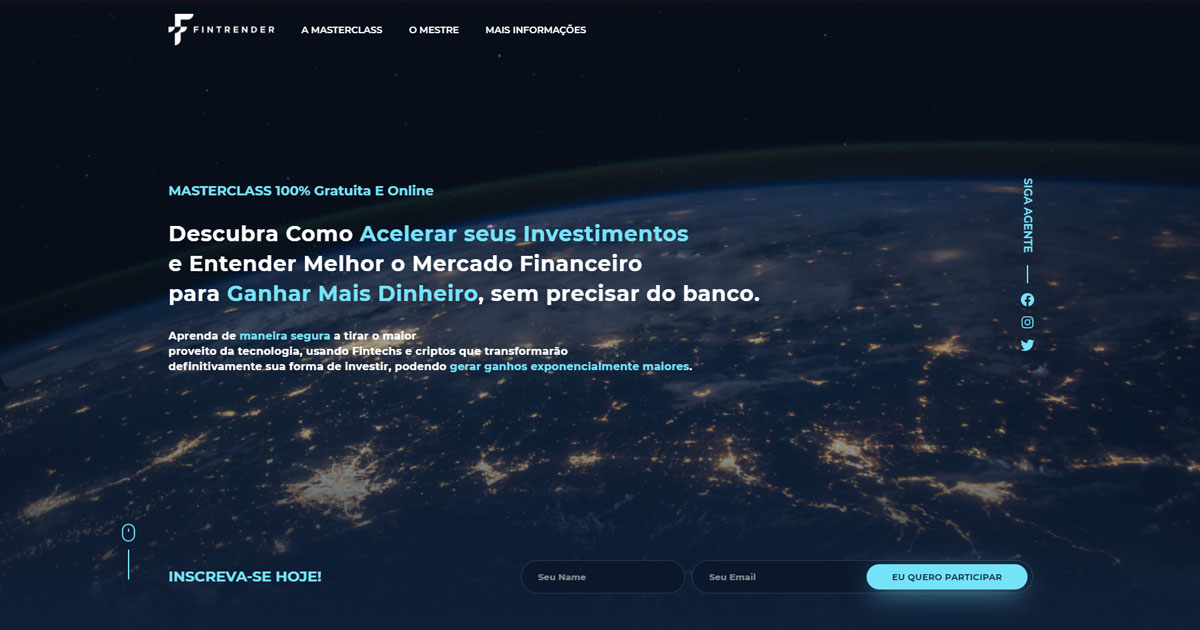 FINTRENDER
A MASTERCLASS
O MESTRE
MAIS INFORMAÇÕES
MASTERCLASS 100% Gratuita E Online
Descubra Como Acelerar seus Investimentos
e Entender Melhor o Mercado Financeiro
para Ganhar Mais Dinheiro, sem precisar do banco.
Aprenda de maneira segura a tirar o maior
proveito da tecnologia, usando Fintechs e criptos que transformarão
definitivamente sua forma de investir, podendo gerar ganhos exponencialmente maiores.
SIGA AGENTE
INSCREVA-SE HOJE!
Seu Name
Seu Email
EU QUERO PARTICIPAR